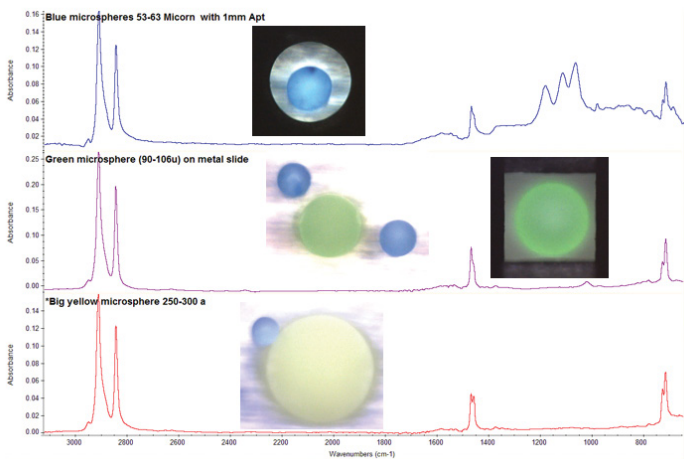 Blue microspheres 53-63 Micorn with 1mm Apt
0.16
0.14
0.12
0.10
0.08
0.06
0.04
0.02
Absorbance
Green microsphere (90-106u) on metal slide
0.25
0.20
0.15
0.10
0.05
0.00
Absorbance
*Big yellow microsphere 250-300 a
0.14
0.12
0.10
0.08
0.06
0.04
0.02
0.00
Absorbance
3000 2800 2600 2400 2200 2000 1800 1600 1400 1200 1000 800
Wavenumbers (cm-1)